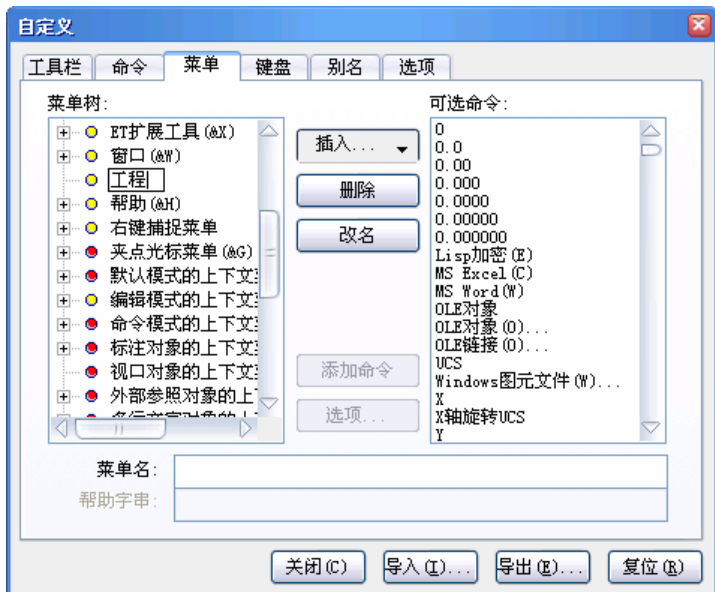 自定义
工具栏 命令 菜单 键盘 别名 选项
菜单树:
ET扩展工具(&X)
窗口(&W)
工程
帮助(&H)
右键捕捉菜单
夹点光标菜单(&G)
默认模式的上下文
编辑模式的上下文
命令模式的上下文
标注对象的上下文
视口对象的上下文
外部参照对象的上
插入...
删除
改名
添加命令
选项...
可选命令:
0
0.0
0.00
0.000
0.0000
0.00000
0.000000
Lisp加密(E)
MS Excel(C)
MS Word(W)
OLE对象
OLE对象(O)...
OLE链接(O)...
UCS
Windows图元文件(W)...
X
X轴旋转UCS
Y
菜单名:
帮助字串:
关闭(C) 导入(I)... 导出(E)... 复位(R)